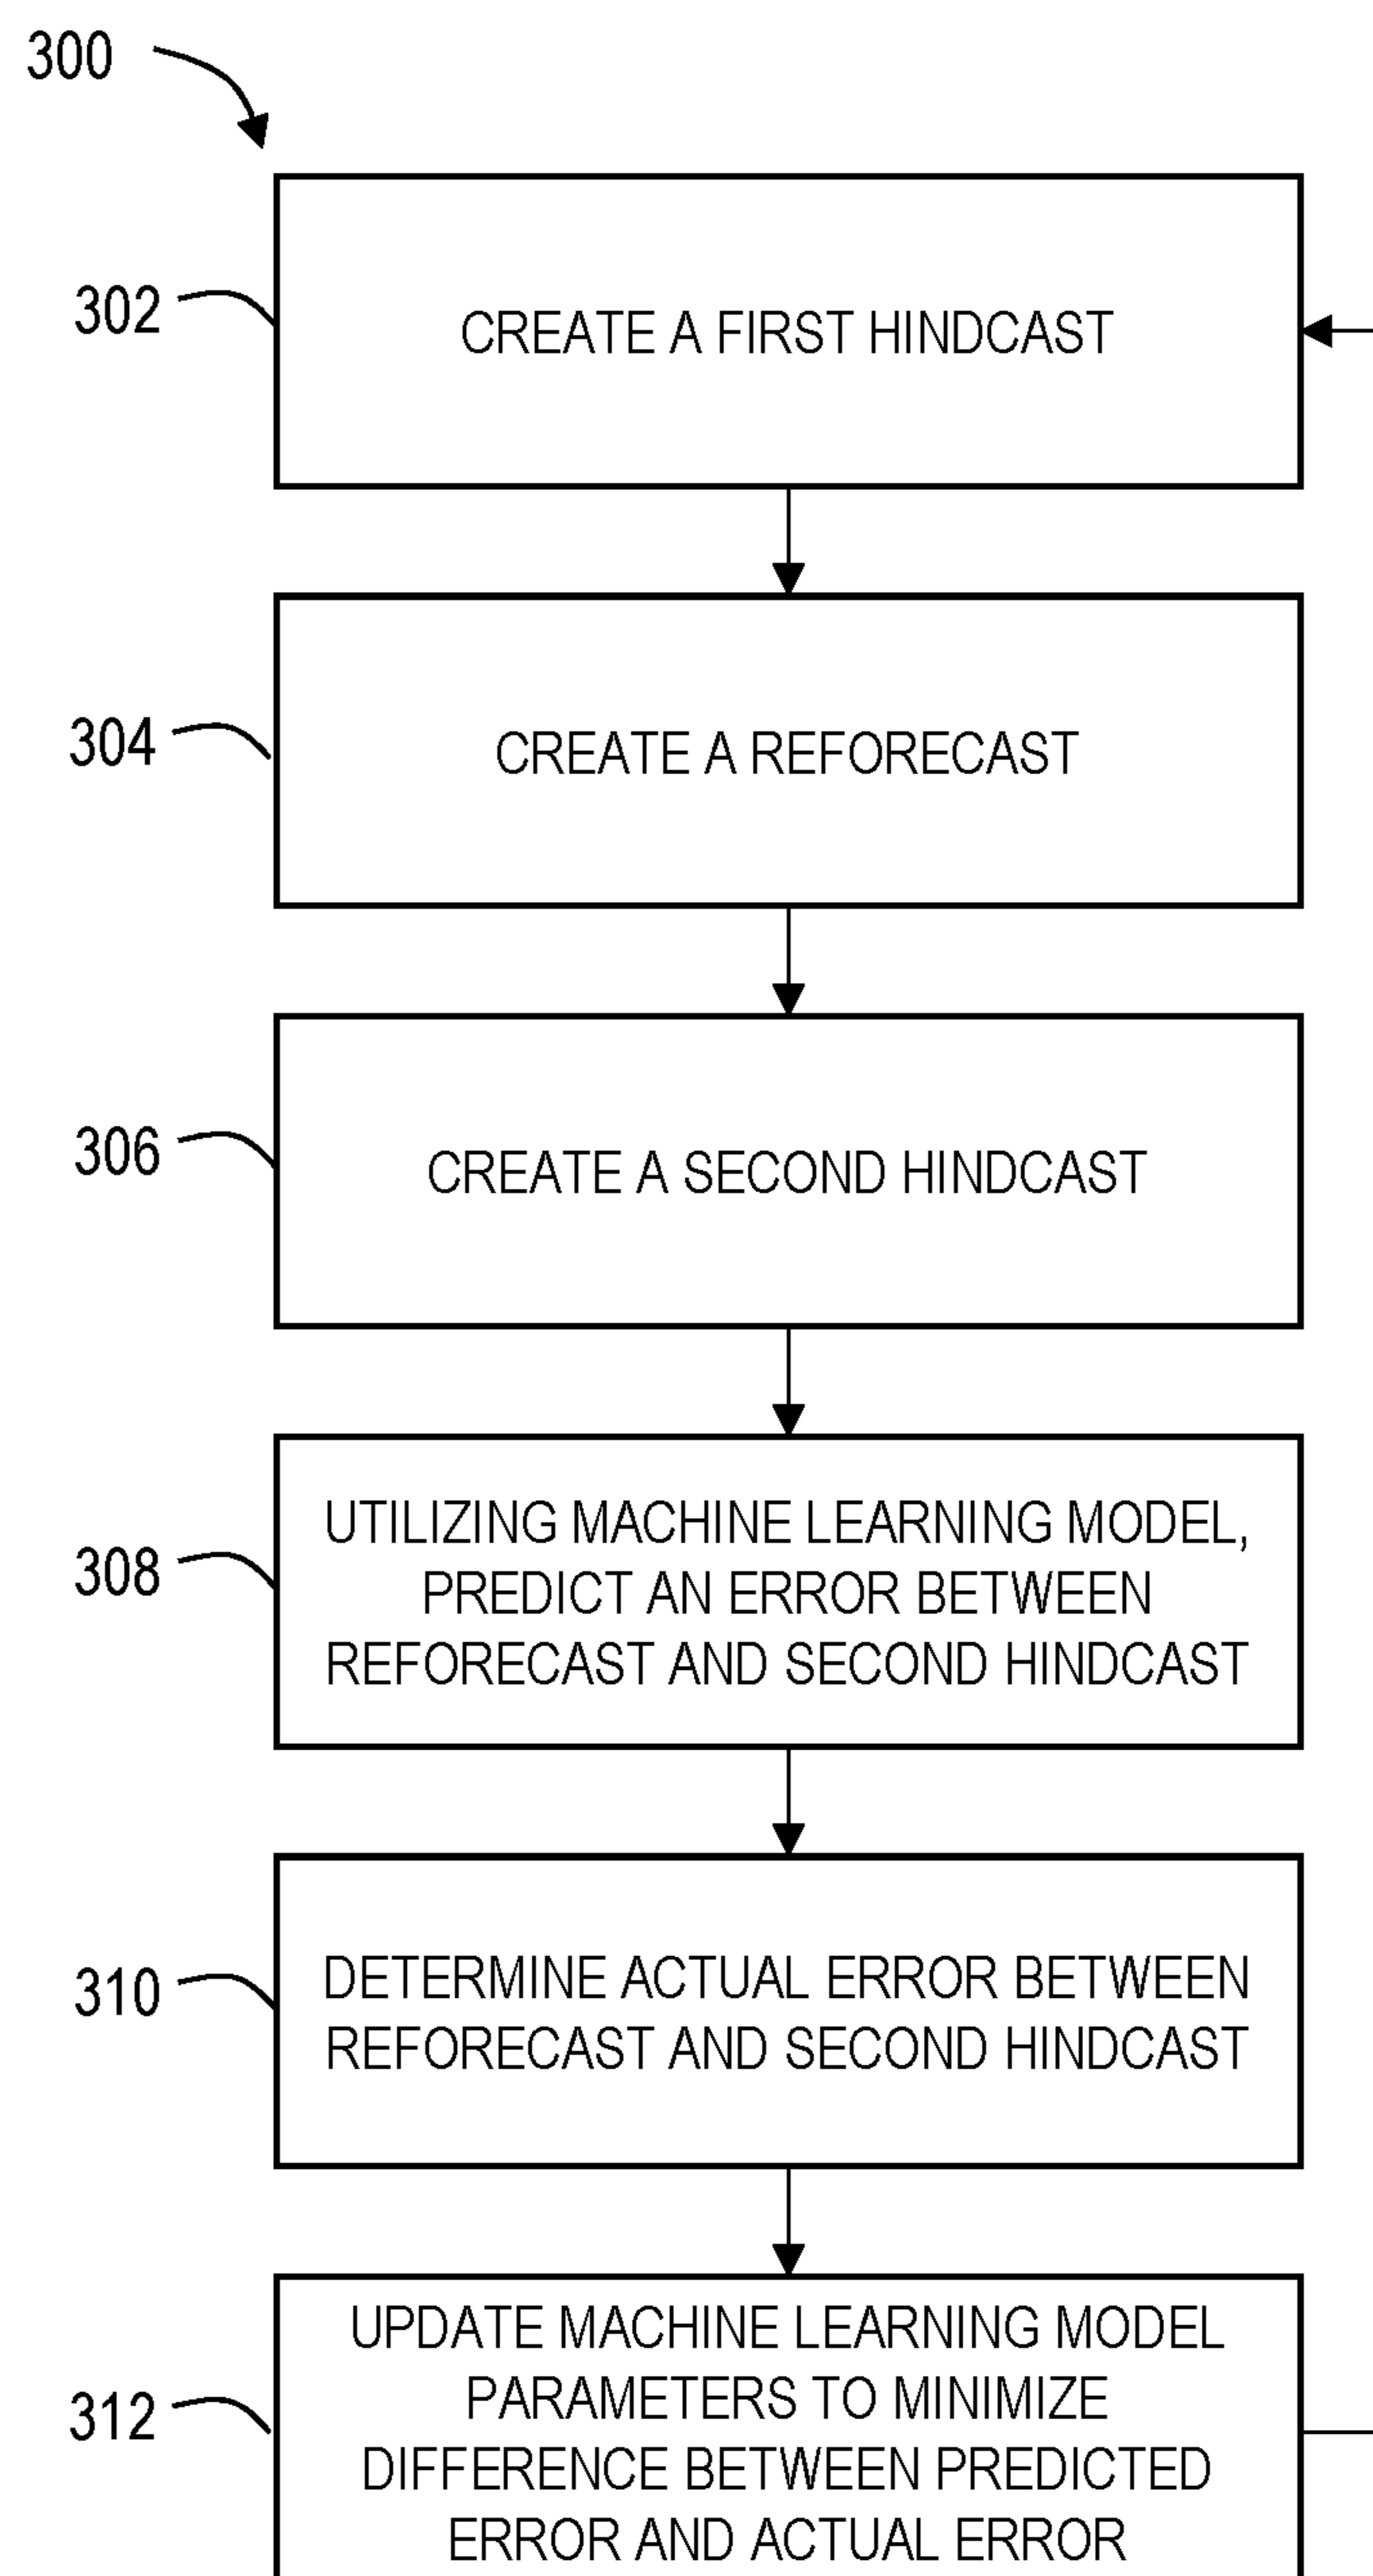 300
302
CREATE A FIRST HINDCAST
304
CREATE A REFORECAST
306
CREATE A SECOND HINDCAST
308
UTILIZING MACHINE LEARNING MODEL,
PREDICT AN ERROR BETWEEN
REFORECAST AND SECOND HINDCAST
310
DETERMINE ACTUAL ERROR BETWEEN
REFORECAST AND SECOND HINDCAST
312
UPDATE MACHINE LEARNING MODEL
PARAMETERS TO MINIMIZE
DIFFERENCE BETWEEN PREDICTED
ERROR AND ACTUAL ERROR